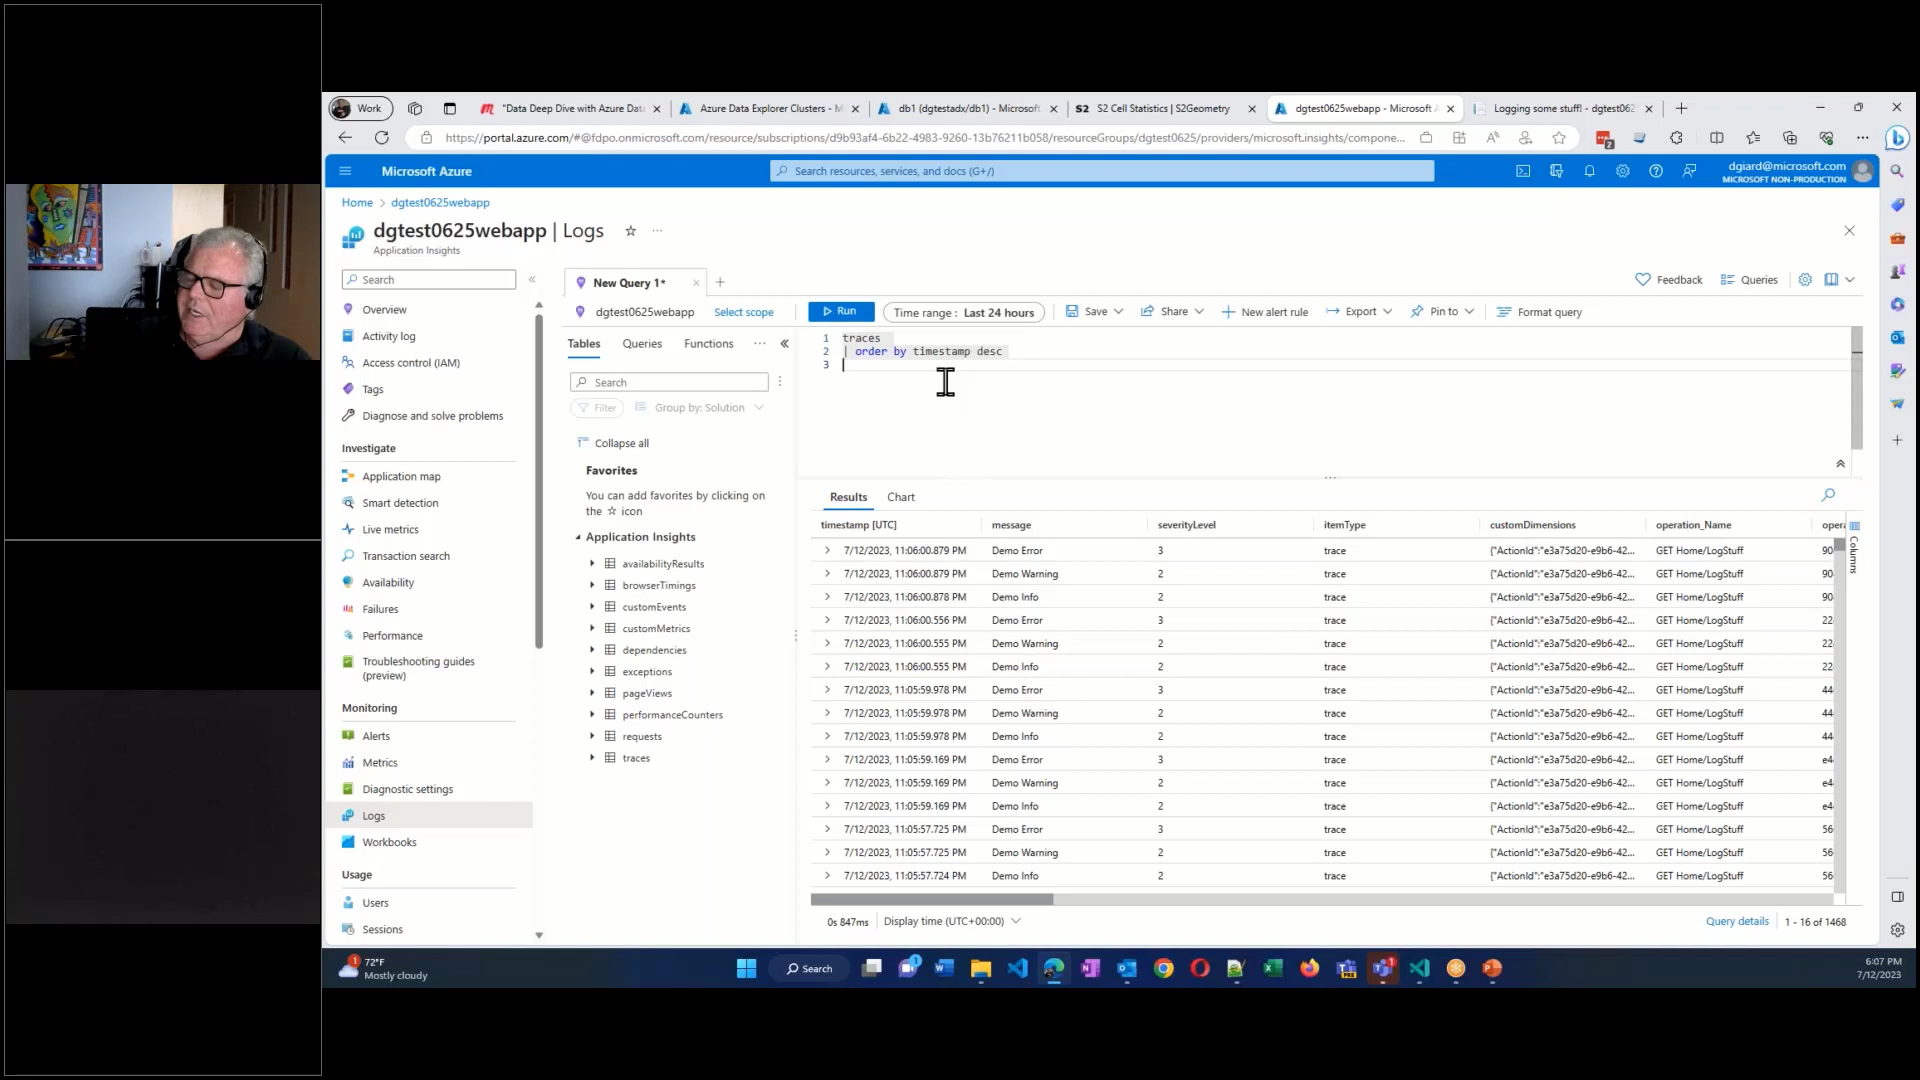 Work
"Data Deep Dive with Azure Dat
Azure Data Explorer Clusters - M
db1 (dgtestadx/db1) - Microsoft
S2 S2 Cell Statistics | S2Geometry
dgtest0625webapp - Microsoft A
Logging some stuff! - dgtest062
https://portal.azure.com/#@fdpo.onmicrosoft.com/resource/subscriptions/d9b93af4-6b22-4983-9260-13b76211b058/resourceGroups/dgtest0625/providers/microsoft.insights/compone...
2
Microsoft Azure
Search resources, services, and docs (G+/)
dgiard@microsoft.com
MICROSOFT NON-PRODUCTION
Home > dgtest0625webapp
dgtest0625webapp | Logs
Application Insights
Search
Overview
Activity log
Access control (IAM)
Tags
Diagnose and solve problems
Investigate
Application map
Smart detection
Live metrics
Transaction search
Availability
Failures
Performance
Troubleshooting guides
(preview)
Monitoring
Alerts
Metrics
Diagnostic settings
Logs
Workbooks
Usage
Users
Sessions
New Query 1*
Feedback
Queries
dgtest0625webapp
Select scope
Run
Time range : Last 24 hours
Save
Share
New alert rule
Export
Pin to
Format query
Tables
Queries
Functions
Search
Filter
Group by: Solution
Collapse all
Favorites
You can add favorites by clicking on
the ☆ icon
Application Insights
availabilityResults
browserTimings
customEvents
customMetrics
dependencies
exceptions
pageViews
performanceCounters
requests
traces
1 traces
2 | order by timestamp desc
3
Results Chart
timestamp [UTC] message severityLevel itemType customDimensions operation_Name opera
7/12/2023, 11:06:00.879 PM Demo Error 3 trace {"ActionId":"e3a75d20-e9b6-42... GET Home/LogStuff 90
7/12/2023, 11:06:00.879 PM Demo Warning 2 trace {"ActionId":"e3a75d20-e9b6-42... GET Home/LogStuff 90
7/12/2023, 11:06:00.878 PM Demo Info 2 trace {"ActionId":"e3a75d20-e9b6-42... GET Home/LogStuff 90
7/12/2023, 11:06:00.556 PM Demo Error 3 trace {"ActionId":"e3a75d20-e9b6-42... GET Home/LogStuff 22
7/12/2023, 11:06:00.555 PM Demo Warning 2 trace {"ActionId":"e3a75d20-e9b6-42... GET Home/LogStuff 22
7/12/2023, 11:06:00.555 PM Demo Info 2 trace {"ActionId":"e3a75d20-e9b6-42... GET Home/LogStuff 22
7/12/2023, 11:05:59.978 PM Demo Error 3 trace {"ActionId":"e3a75d20-e9b6-42... GET Home/LogStuff 44
7/12/2023, 11:05:59.978 PM Demo Warning 2 trace {"ActionId":"e3a75d20-e9b6-42... GET Home/LogStuff 44
7/12/2023, 11:05:59.978 PM Demo Info 2 trace {"ActionId":"e3a75d20-e9b6-42... GET Home/LogStuff 44
7/12/2023, 11:05:59.169 PM Demo Error 3 trace {"ActionId":"e3a75d20-e9b6-42... GET Home/LogStuff e4
7/12/2023, 11:05:59.169 PM Demo Warning 2 trace {"ActionId":"e3a75d20-e9b6-42... GET Home/LogStuff e4
7/12/2023, 11:05:59.169 PM Demo Info 2 trace {"ActionId":"e3a75d20-e9b6-42... GET Home/LogStuff e4
7/12/2023, 11:05:57.725 PM Demo Error 3 trace {"ActionId":"e3a75d20-e9b6-42... GET Home/LogStuff 56
7/12/2023, 11:05:57.725 PM Demo Warning 2 trace {"ActionId":"e3a75d20-e9b6-42... GET Home/LogStuff 56
7/12/2023, 11:05:57.724 PM Demo Info 2 trace {"ActionId":"e3a75d20-e9b6-42... GET Home/LogStuff 56
Columns
0s 847ms
Display time (UTC+00:00)
Query details
1 - 16 of 1468
1
72°F
Mostly cloudy
Search
1
1
6:07 PM
7/12/2023